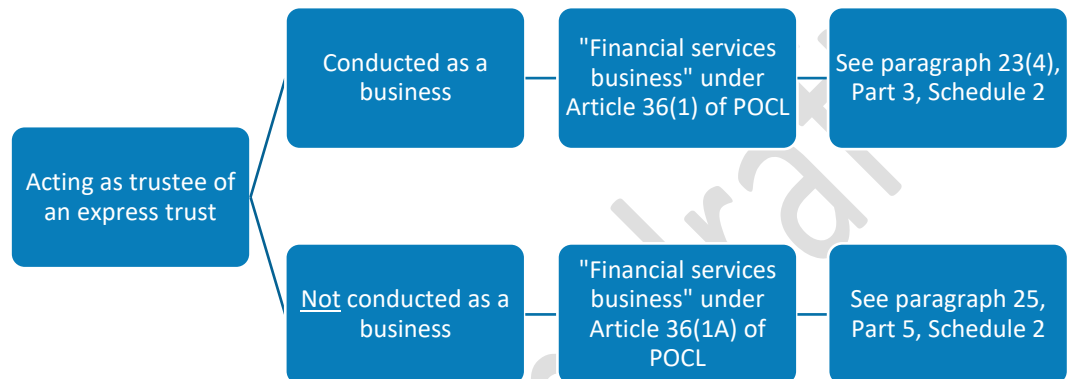 Acting as trustee of
an express trust
Conducted as a
business
"Financial services
business" under
Article 36(1) of POCL
See paragraph 23(4),
Part 3, Schedule 2
Not conducted as a
business
"Financial services
business" under
Article 36(1A) of
POCL
See paragraph 25,
Part 5, Schedule 2